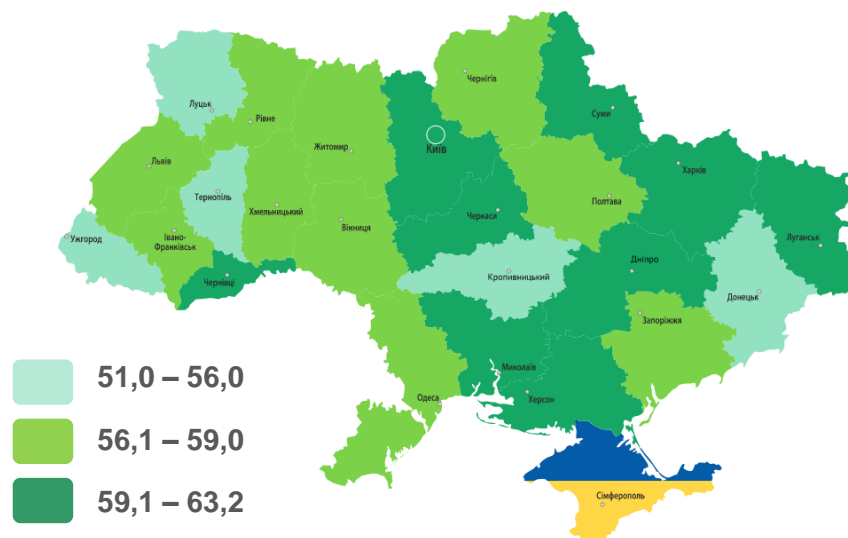 Чернігів
Луцьк
Суми
Рівне
Київ
Житомир
Львів
Харків
Тернопіль
Полтава
Хмельницький
Черкаси
Вінниця
Ужгород
Івано-
Франківськ
Луганськ
Чернівці
Кропивницький
Дніпро
Донецьк
Запоріжжя
Миколаїв
51,0 – 56,0
Одеса
Херсон
56,1 – 59,0
59,1 – 63,2
Сімферополь